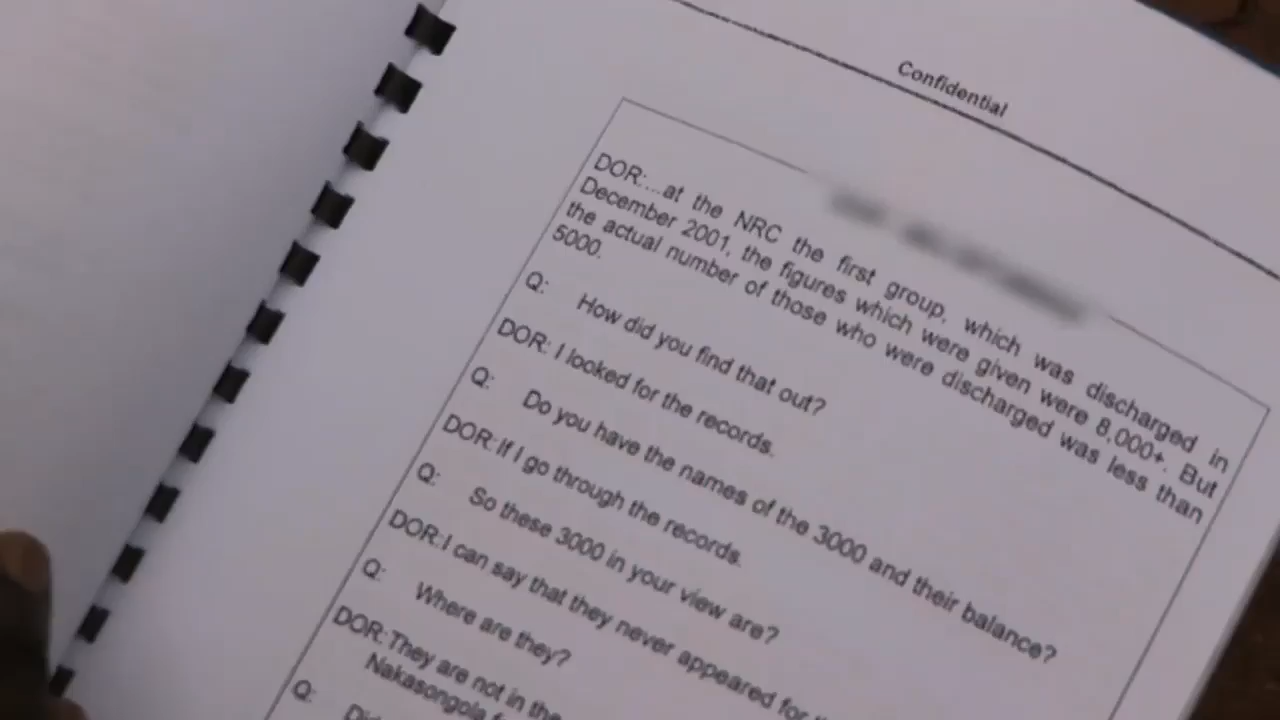 Confidential
DOR:...at the NRC the first group, which was discharged in
December 2001, the figures which were given were 8,000+. But
the actual number of those who were discharged was less than
5000.
Q: How did you find that out?
DOR: I looked for the records.
Q: Do you have the names of the 3000 and their balance?
DOR: If I go through the records.
Q: So these 3000 in your view are?
DOR: I can say that they never appeared for
Q: Where are they?
DOR: They are not in the
Nakasongola
Q: